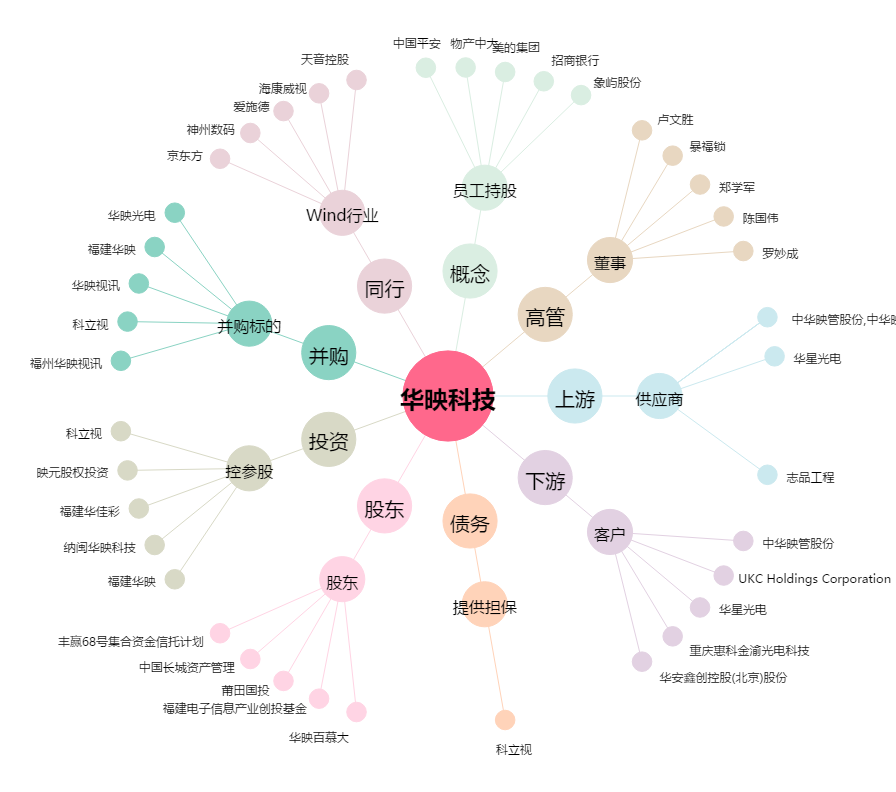 华映科技
概念
员工持股
中国平安
物产中大
美的集团
招商银行
象屿股份
高管
董事
卢文胜
暴福锁
郑学军
陈国伟
罗妙成
上游
供应商
中华映管股份,中华映
华星光电
志品工程
下游
客户
中华映管股份
UKC Holdings Corporation
华星光电
重庆惠科金渝光电科技
华安鑫创控股(北京)股份
债务
提供担保
科立视
股东
股东
华映百慕大
福建电子信息产业创投基金
莆田国投
中国长城资产管理
丰赢68号集合资金信托计划
投资
控参股
福建华映
纳闽华映科技
福建华佳彩
映元股权投资
科立视
并购
并购标的
福州华映视讯
科立视
华映视讯
福建华映
华映光电
同行
Wind行业
京东方
神州数码
爱施德
海康威视
天音控股